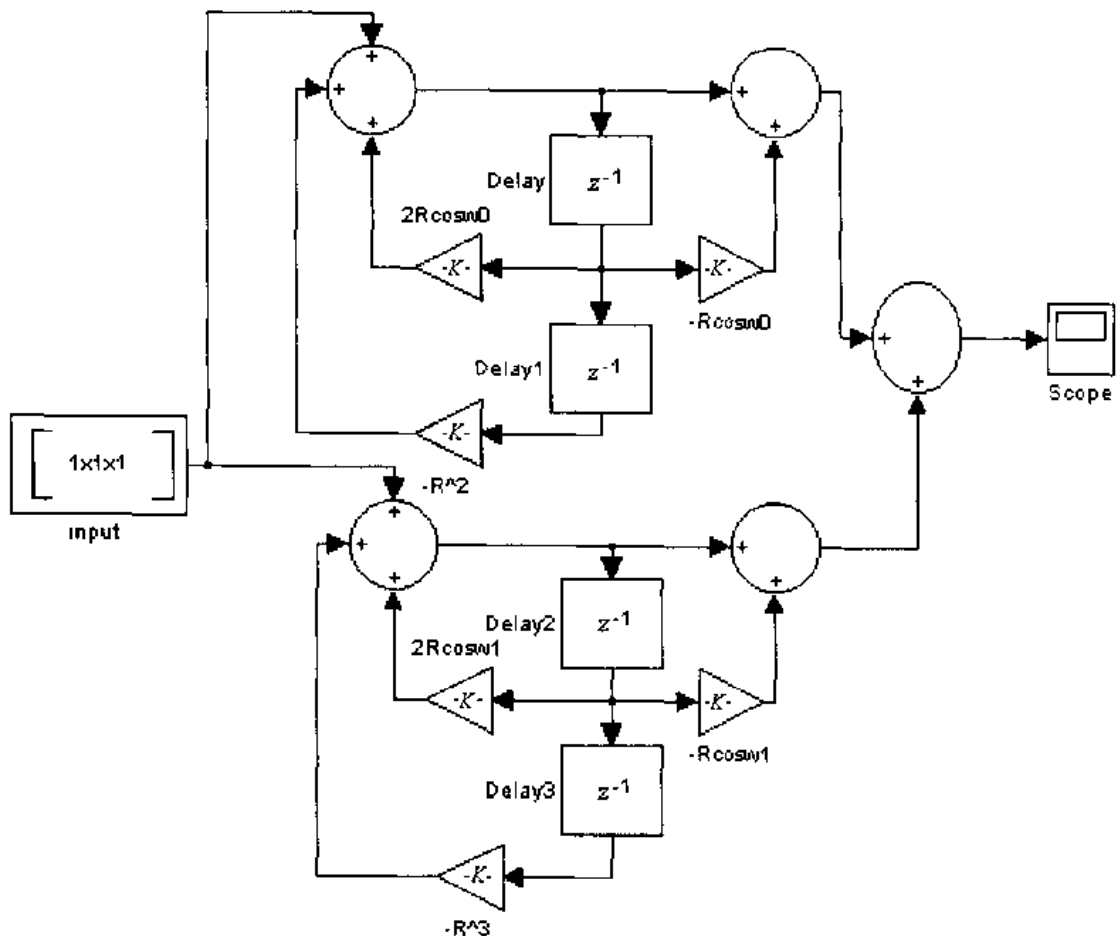 +
+
+
+
Delay
z-1
2Rcosw0
-K-
-K-
-Rcosw0
Delay1
z-1
+
+
Scope
1x1x1
input
-K-
-R^2
+
+
+
+
+
Delay2
z-1
2Rcosw1
-K-
-K-
-Rcosw1
Delay3
z-1
-K-
-R^3